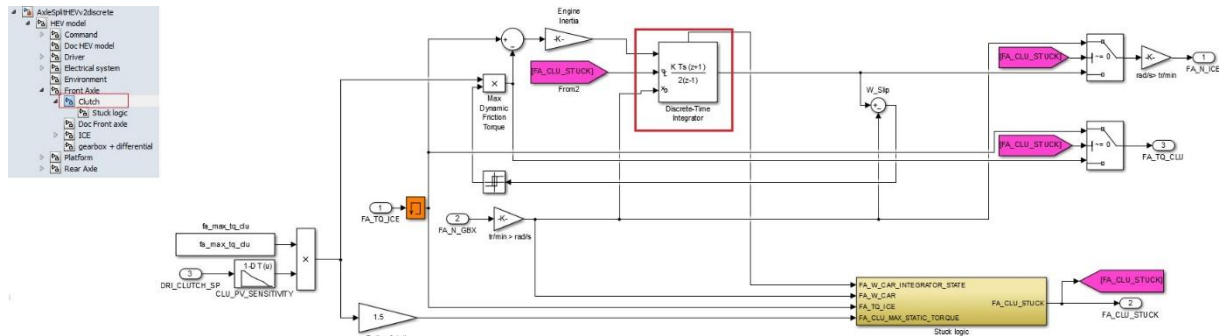 AxleSplitHEVv2discrete
HEV model
Command
Doc HEV model
Driver
Electrical system
Environment
Front Axle
Clutch
Stuck logic
Doc Front axle
ICE
gearbox + differential
Platform
Rear Axle
Engine
Inertia
-K-
[FA_CLU_STUCK]
From2
K Ts (z+1)
2(z-1)
x0
Discrete-Time
Integrator
×
Max
Dynamic
Friction
Torque
W_Slip
[FA_CLU_STUCK]
~= 0
-K-
rad/s> tr/min
1
FA_N_ICE
[FA_CLU_STUCK]
~= 0
3
FA_TQ_CLU
1
FA_TQ_ICE
2
FA_N_GBX
-K-
tr/min > rad/s
fa_max_tq_clu
fa_max_tq_clu
×
3
DRI_CLUTCH_SP
1-D T(u)
CLU_PV_SENSITIVITY
1.5
FA_W_CAR_INTEGRATOR_STATE
FA_W_CAR
FA_TQ_ICE
FA_CLU_MAX_STATIC_TORQUE
FA_CLU_STUCK
Stuck logic
[FA_CLU_STUCK]
2
FA_CLU_STUCK